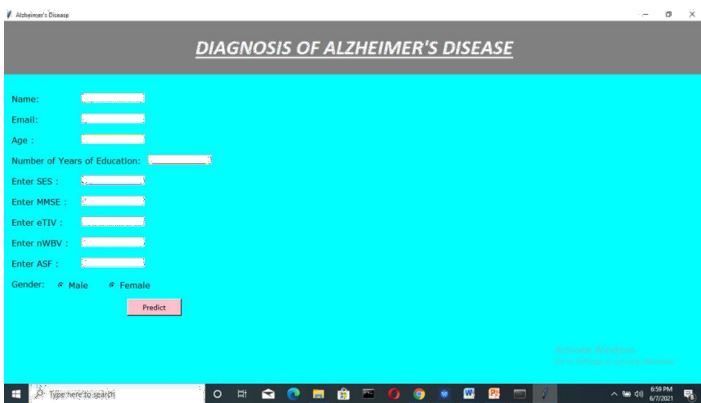 Alzheimer's Disease
DIAGNOSIS OF ALZHEIMER'S DISEASE
Name:
Email:
Age :
Number of Years of Education:
Enter SES :
Enter MMSE :
Enter eTIV :
Enter nWBV :
Enter ASF :
Gender: Male Female
Predict
Activate Windows
Type here to search
6:59 PM
6/7/2021